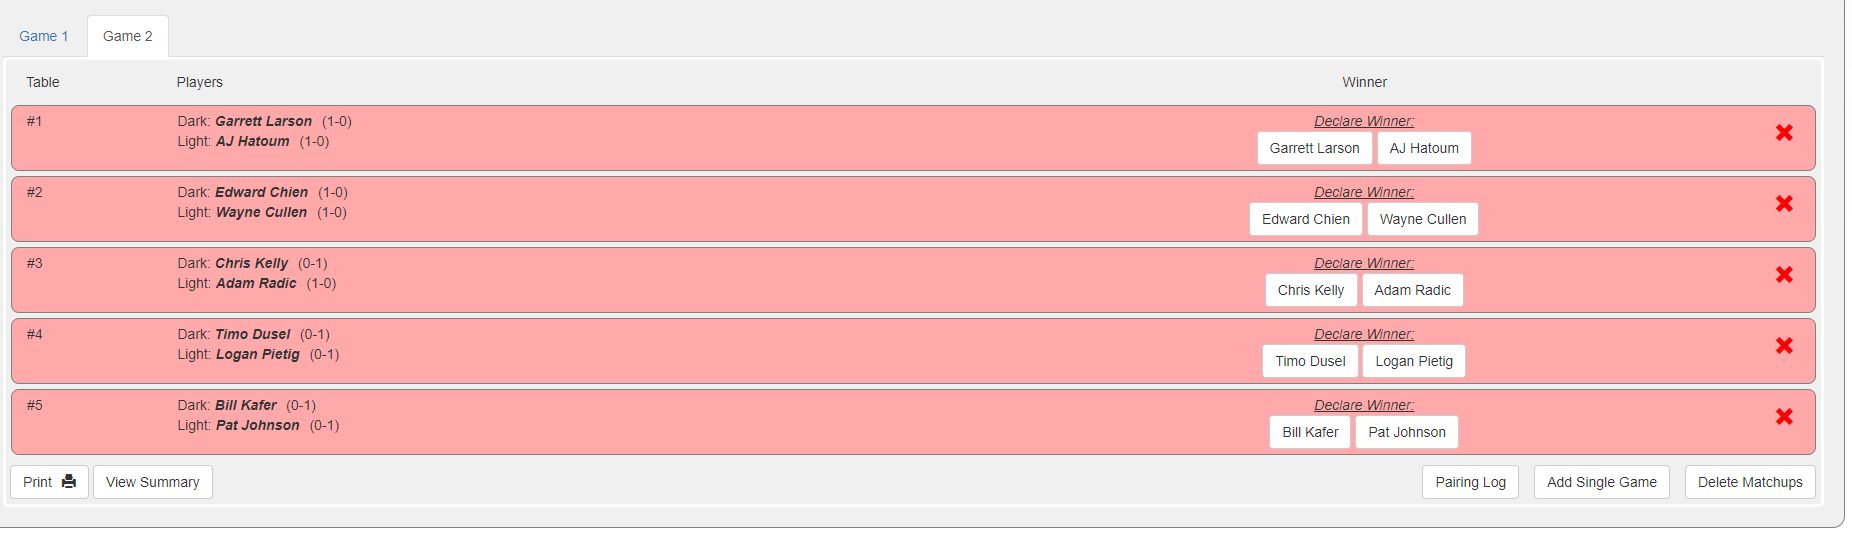 Game 1 Game 2
Table Players Winner
#1 Dark: Garrett Larson (1-0) Declare Winner:
Light: AJ Hatoum (1-0) Garrett Larson AJ Hatoum
#2 Dark: Edward Chien (1-0) Declare Winner:
Light: Wayne Cullen (1-0) Edward Chien Wayne Cullen
#3 Dark: Chris Kelly (0-1) Declare Winner:
Light: Adam Radic (1-0) Chris Kelly Adam Radic
#4 Dark: Timo Dusel (0-1) Declare Winner:
Light: Logan Pietig (0-1) Timo Dusel Logan Pietig
#5 Dark: Bill Kafer (0-1) Declare Winner:
Light: Pat Johnson (0-1) Bill Kafer Pat Johnson
Print View Summary Pairing Log Add Single Game Delete Matchups